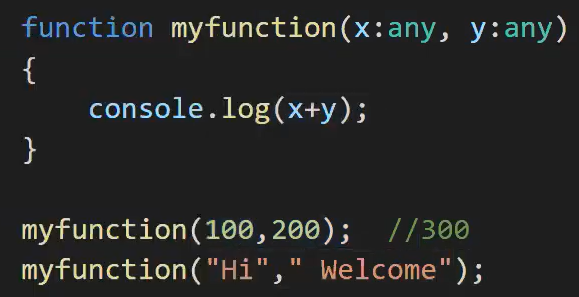 function myfunction(x:any, y:any)
{
    console.log(x+y);
}

myfunction(100,200);  //300
myfunction("Hi"," Welcome");